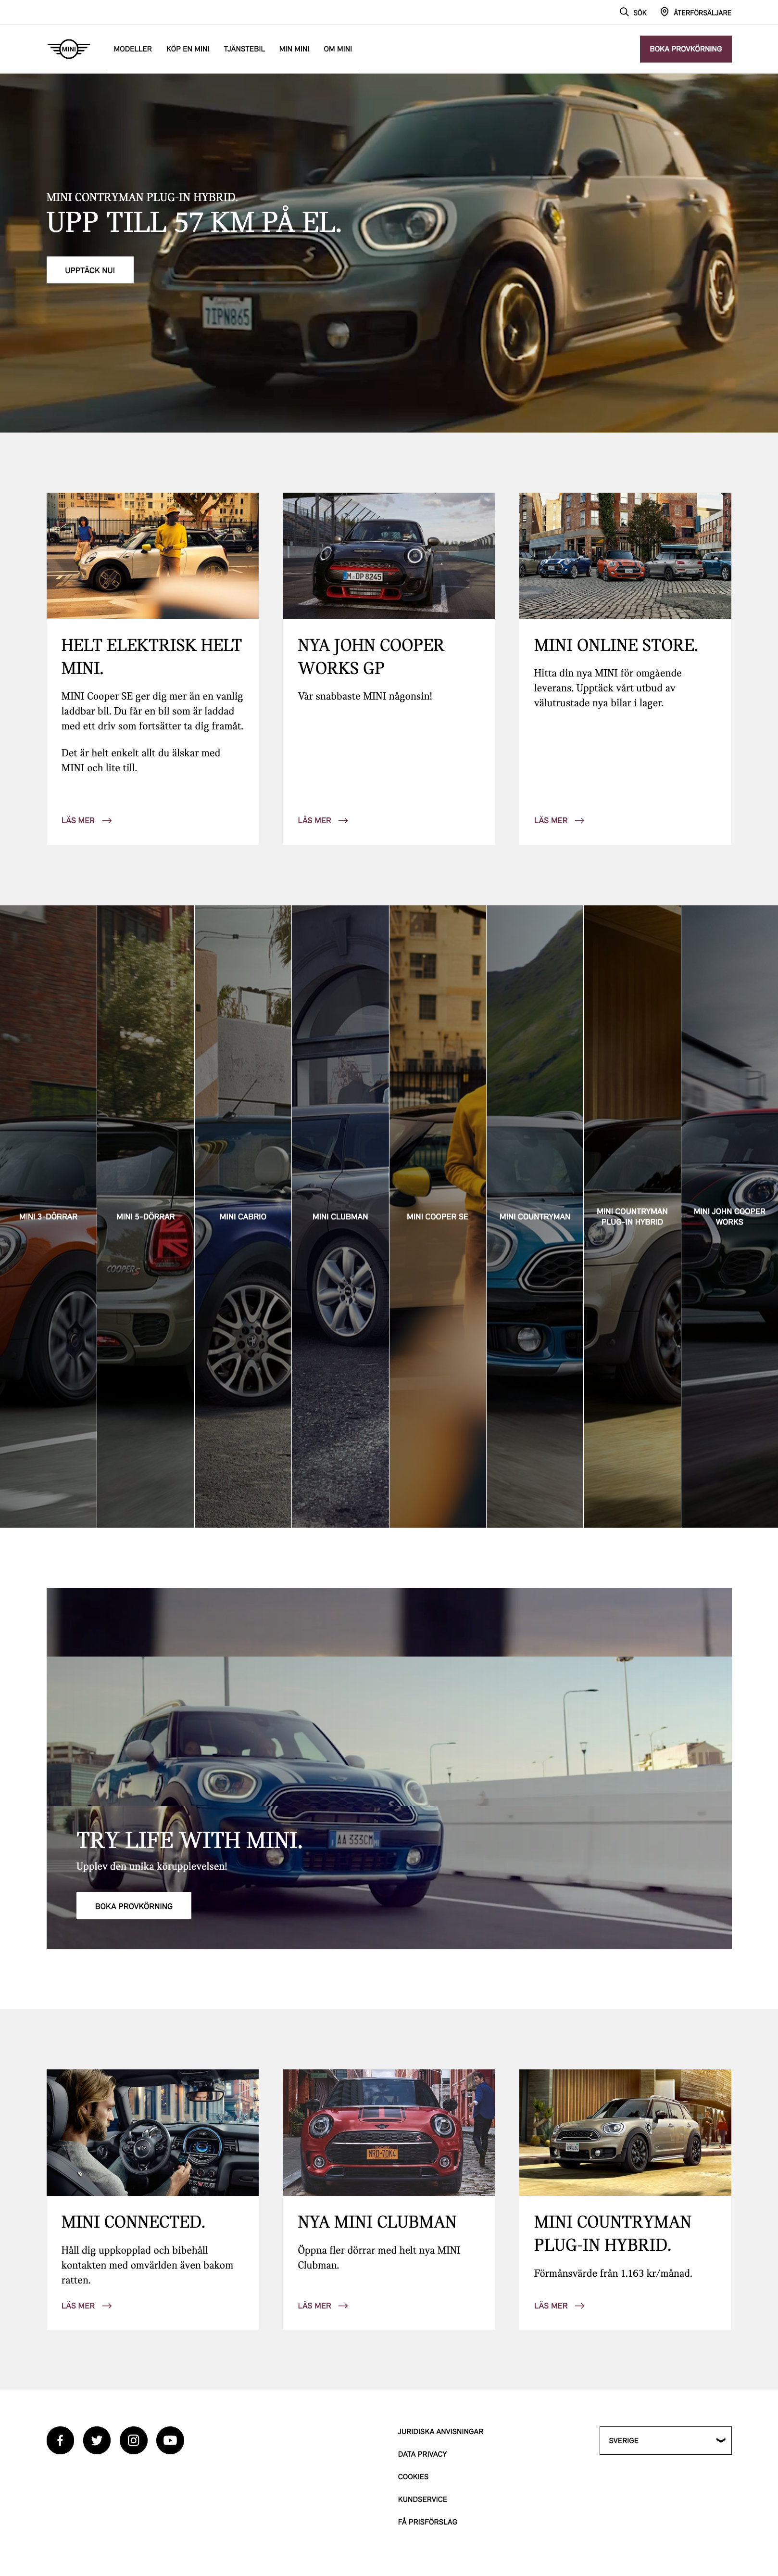 SÖK
ÅTERFÖRSÄLJARE
MINI
MODELLER
KÖP EN MINI
TJÄNSTEBIL
MIN MINI
OM MINI
BOKA PROVKÖRNING
MINI CONTRYMAN PLUG-IN HYBRID.
UPP TILL 57 KM PÅ EL.
UPPTÄCK NU!
7IPN865
M-DP 8245
HELT ELEKTRISK HELT
MINI.
MINI Cooper SE ger dig mer än en vanlig
laddbar bil. Du får en bil som är laddad
med ett driv som fortsätter ta dig framåt.
Det är helt enkelt allt du älskar med
MINI och lite till.
LÄS MER
NYA JOHN COOPER
WORKS GP
Vår snabbaste MINI någonsin!
LÄS MER
MINI ONLINE STORE.
Hitta din nya MINI för omgående
leverans. Upptäck vårt utbud av
välutrustade nya bilar i lager.
LÄS MER
MINI 3-DÖRRAR
MINI 5-DÖRRAR
COOPER S
MINI CABRIO
MINI CLUBMAN
MINI COOPER SE
MINI COUNTRYMAN
MINI COUNTRYMAN
PLUG-IN HYBRID
MINI JOHN COOPER
WORKS
AA 333CM
TRY LIFE WITH MINI.
Upplev den unika körupplevelsen!
BOKA PROVKÖRNING
MINI CONNECTED.
Håll dig uppkopplad och bibehåll
kontakten med omvärlden även bakom
ratten.
LÄS MER
NYA MINI CLUBMAN
Öppna fler dörrar med helt nya MINI
Clubman.
LÄS MER
MINI COUNTRYMAN
PLUG-IN HYBRID.
Förmånsvärde från 1.163 kr/månad.
LÄS MER
JURIDISKA ANVISNINGAR
DATA PRIVACY
COOKIES
KUNDSERVICE
FÅ PRISFÖRSLAG
SVERIGE